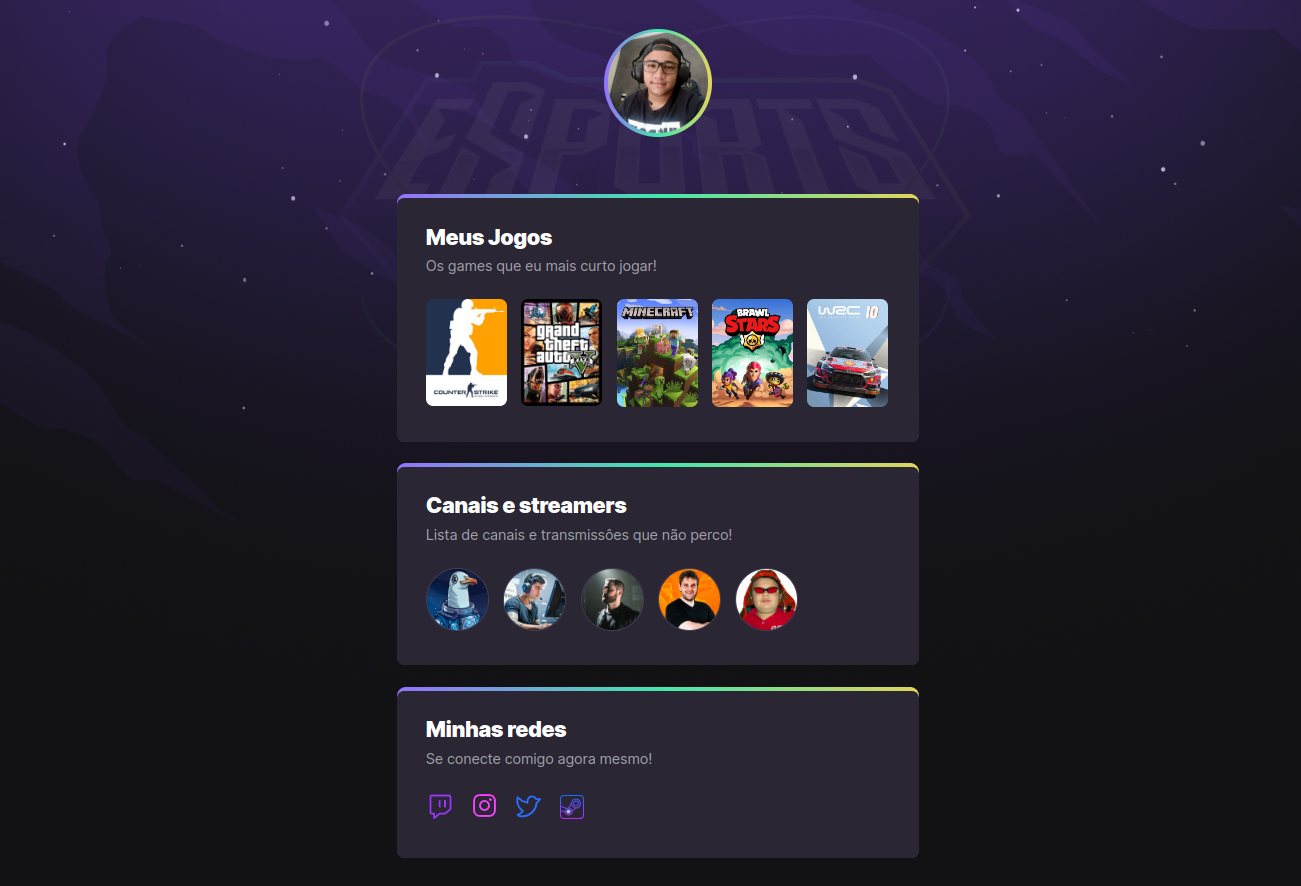 ESPORTS
Meus Jogos
Os games que eu mais curto jogar!
COUNTER STRIKE
grand
theft
auto
V
MINECRAFT
BRAWL
STARS
WRC 10
Canais e streamers
Lista de canais e transmissões que não perco!
Minhas redes
Se conecte comigo agora mesmo!